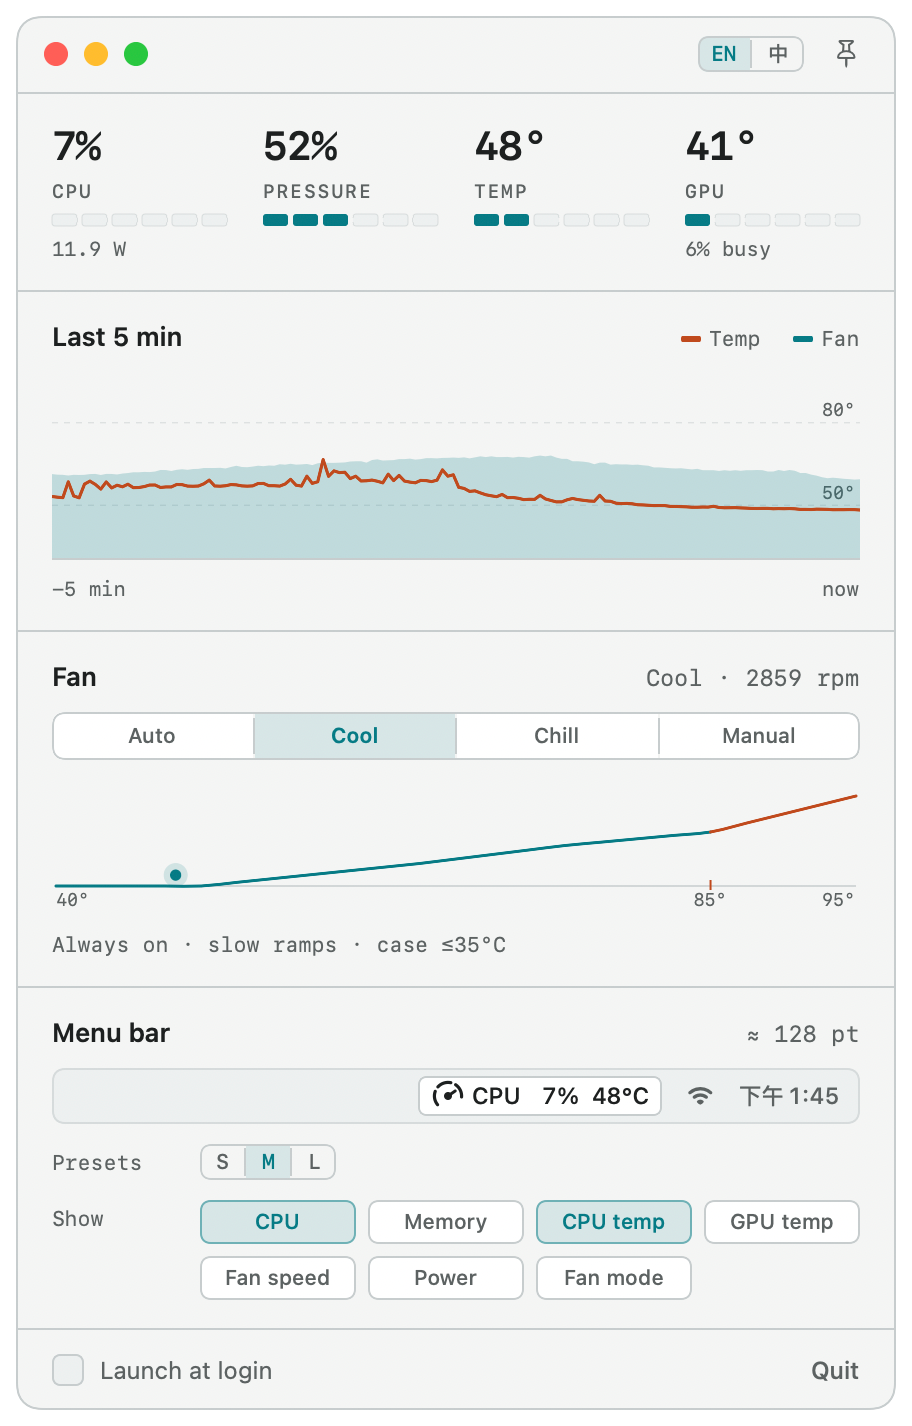 EN 中
7% 52% 48° 41°
CPU PRESSURE TEMP GPU
11.9 W 6% busy
Last 5 min Temp Fan
80°
50°
−5 min now
Fan Cool · 2859 rpm
Auto Cool Chill Manual
40° 85° 95°
Always on · slow ramps · case ≤35°C
Menu bar ≈ 128 pt
CPU 7% 48°C 下午 1:45
Presets S M L
Show CPU Memory CPU temp GPU temp
Fan speed Power Fan mode
Launch at login Quit